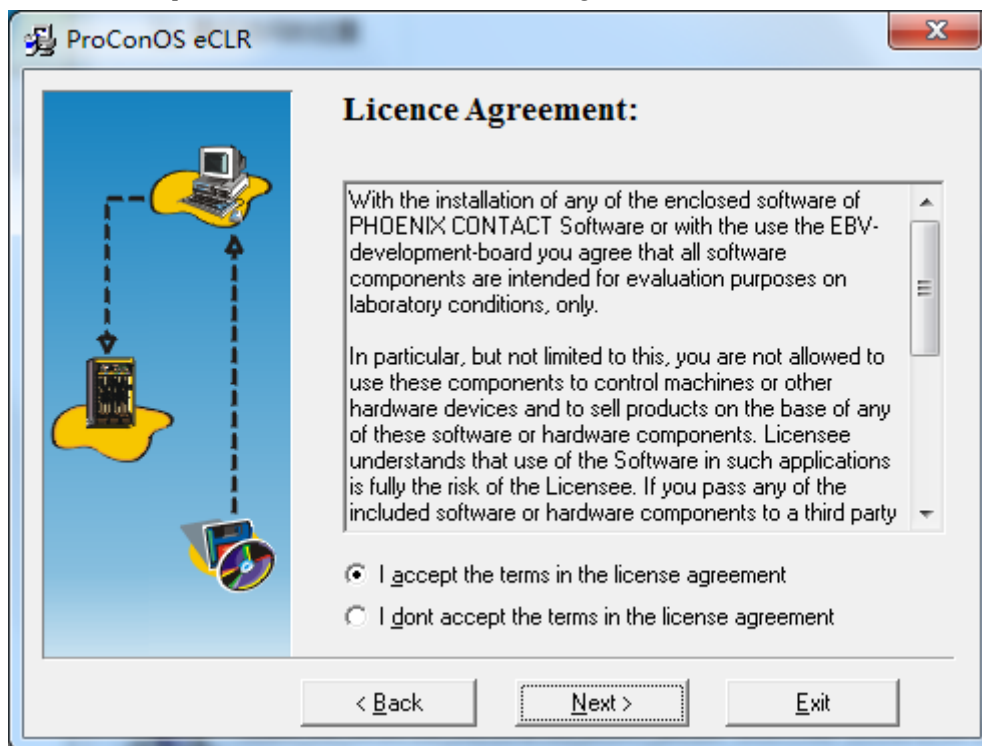 ProConOS eCLR
Licence Agreement:
With the installation of any of the enclosed software of
PHOENIX CONTACT Software or with the use the EBV-
development-board you agree that all software
components are intended for evaluation purposes on
laboratory conditions, only.
In particular, but not limited to this, you are not allowed to
use these components to control machines or other
hardware devices and to sell products on the base of any
of these software or hardware components. Licensee
understands that use of the Software in such applications
is fully the risk of the Licensee. If you pass any of the
included software or hardware components to a third party
I accept the terms in the license agreement
I dont accept the terms in the license agreement
< Back
Next >
Exit